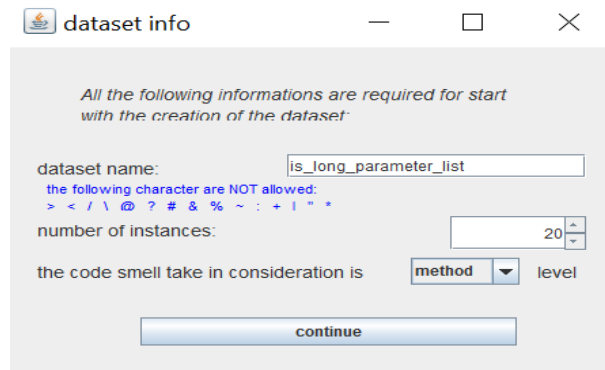 dataset info
All the following informations are required for start
with the creation of the dataset:
dataset name: is_long_parameter_list
the following character are NOT allowed:
> < / \ @ ? # & % ~ : + | " *
number of instances: 20
the code smell take in consideration is method level
continue